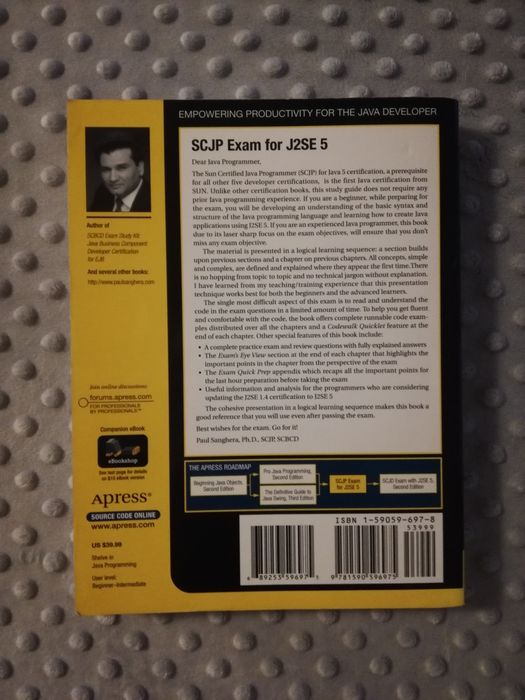 EMPOWERING PRODUCTIVITY FOR THE JAVA DEVELOPER
SCJP Exam for J2SE 5
Dear Java Programmer,
The Sun Certified Java Programmer (SCJP) for Java 5 certification, a prerequisite
for all other five developer certifications, is the first Java certification from
SUN. Unlike other certification books, this study guide does not require any
prior Java programming experience. If you are a beginner, while preparing for
the exam, you will be developing an understanding of the basic syntax and
structure of the Java programming language and learning how to create Java
applications using J2SE 5. If you are an experienced Java programmer, this book
due to its laser sharp focus on the exam objectives, will ensure that you don't
miss any exam objective.
The material is presented in a logical learning sequence: a section builds
upon previous sections and a chapter on previous chapters. All concepts, simple
and complex, are defined and explained where they appear the first time. There
is no hopping from topic to topic and no technical jargon without explanation.
I have learned from my teaching/training experience that this presentation
technique works best for both the beginners and the advanced learners.
The single most difficult aspect of this exam is to read and understand the
code in the exam questions in a limited amount of time. To help you get fluent
and comfortable with the code, the book offers complete runnable code exam-
ples distributed over all the chapters and a Codewalk Quicklet feature at the
end of each chapter. Other special features of this book include:
• A complete practice exam and review questions with fully explained answers
• The Exam's Eye View section at the end of each chapter that highlights the
important points in the chapter from the perspective of the exam
• The Exam Quick Prep appendix which recaps all the important points for
the last hour preparation before taking the exam
• Useful information and analysis for the programmers who are considering
updating the J2SE 1.4 certification to J2SE 5
The cohesive presentation in a logical learning sequence makes this book a
good reference that you will use even after passing the exam.
Best wishes for the exam. Go for it!
Paul Sanghera, Ph.D., SCJP, SCBCD
Author of
SCBCD Exam Study Kit:
Java Business Component
Developer Certification
for EJB
And several other books:
http://www.paulsanghera.com
Join online discussions:
forums.apress.com
FOR PROFESSIONALS
BY PROFESSIONALS™
Companion eBook
eBookshop
See last page for details
on $10 eBook version
Apress®
SOURCE CODE ONLINE
www.apress.com
US $39.99
Shelve in
Java Programming
User level:
Beginner–Intermediate
THE APRESS ROADMAP
Beginning Java Objects,
Second Edition
Pro Java Programming,
Second Edition
The Definitive Guide to
Java Swing, Third Edition
SCJP Exam
for J2SE 5
SCJD Exam with J2SE 5,
Second Edition
ISBN 1-59059-697-8
53999
6 89253 59697 5
9 781590 596975